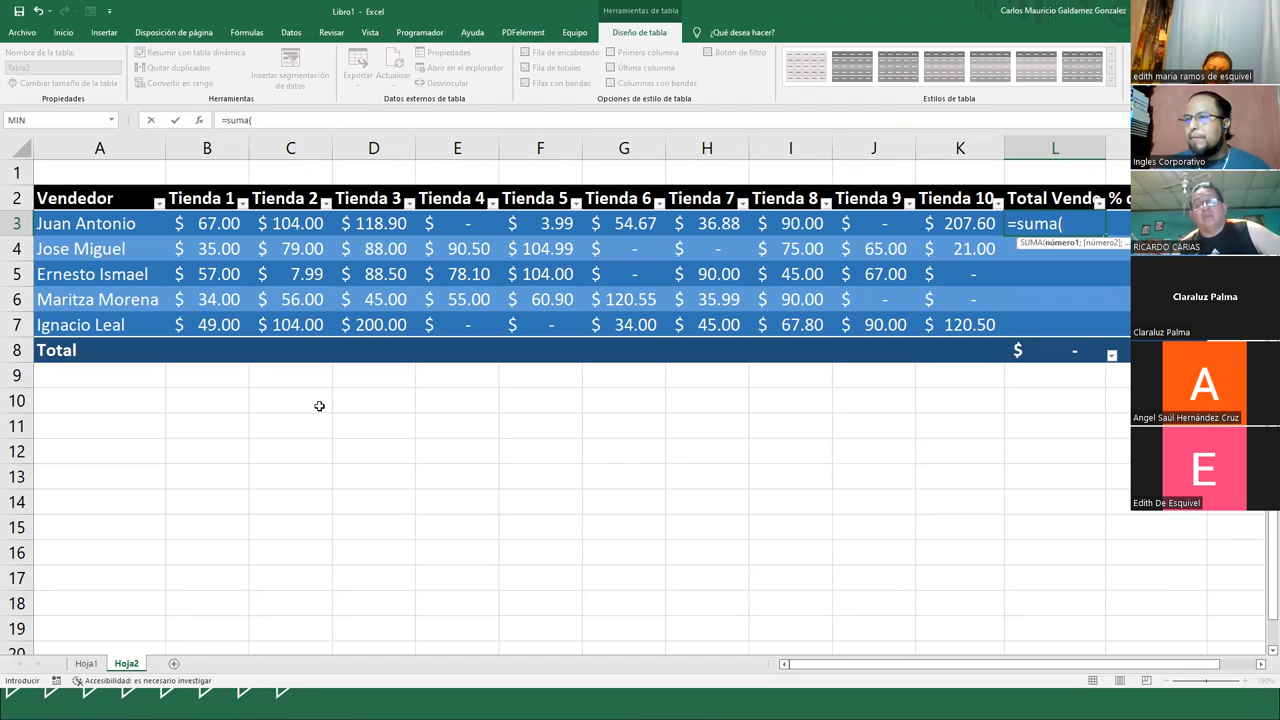 Libro1 - Excel
Herramientas de tabla
Carlos Mauricio Galdamez Gonzalez
Archivo Inicio Insertar Disposición de página Fórmulas Datos Revisar Vista Programador Ayuda PDFelement Equipo Diseño de tabla ¿Qué desea hacer?
Nombre de la tabla:
Tabla2
Cambiar tamaño de la tabla
Propiedades
Resumir con tabla dinámica
Quitar duplicados
Convertir en rango
Insertar segmentación
de datos
Herramientas
Exportar Actualizar
Propiedades
Abrir en el explorador
Desvincular
Datos externos de tabla
Fila de encabezado
Fila de totales
Filas con bandas
Primera columna
Última columna
Columnas con bandas
Botón de filtro
Opciones de estilo de tabla
Estilos de tabla
MIN =suma(
A B C D E F G H I J K L
1
2 Vendedor Tienda 1 Tienda 2 Tienda 3 Tienda 4 Tienda 5 Tienda 6 Tienda 7 Tienda 8 Tienda 9 Tienda 10 Total Vende % d
3 Juan Antonio $ 67.00 $ 104.00 $ 118.90 $ - $ 3.99 $ 54.67 $ 36.88 $ 90.00 $ - $ 207.60 =suma(
SUMA(número1; [número2]; ...
4 Jose Miguel $ 35.00 $ 79.00 $ 88.00 $ 90.50 $ 104.99 $ - $ - $ 75.00 $ 65.00 $ 21.00
5 Ernesto Ismael $ 57.00 $ 7.99 $ 88.50 $ 78.10 $ 104.00 $ - $ 90.00 $ 45.00 $ 67.00 $ -
6 Maritza Morena $ 34.00 $ 56.00 $ 45.00 $ 55.00 $ 60.90 $ 120.55 $ 35.99 $ 90.00 $ - $ -
7 Ignacio Leal $ 49.00 $ 104.00 $ 200.00 $ - $ - $ 34.00 $ 45.00 $ 67.80 $ 90.00 $ 120.50
8 Total $ -
9
10
11
12
13
14
15
16
17
18
19
20
Hoja1 Hoja2
Introducir Accesibilidad: es necesario investigar 190%
edith maria ramos de esquivel
Ingles Corporativo
RICARDO CARIAS
Claraluz Palma
Claraluz Palma
A
Angel Saúl Hernández Cruz
E
Edith De Esquivel